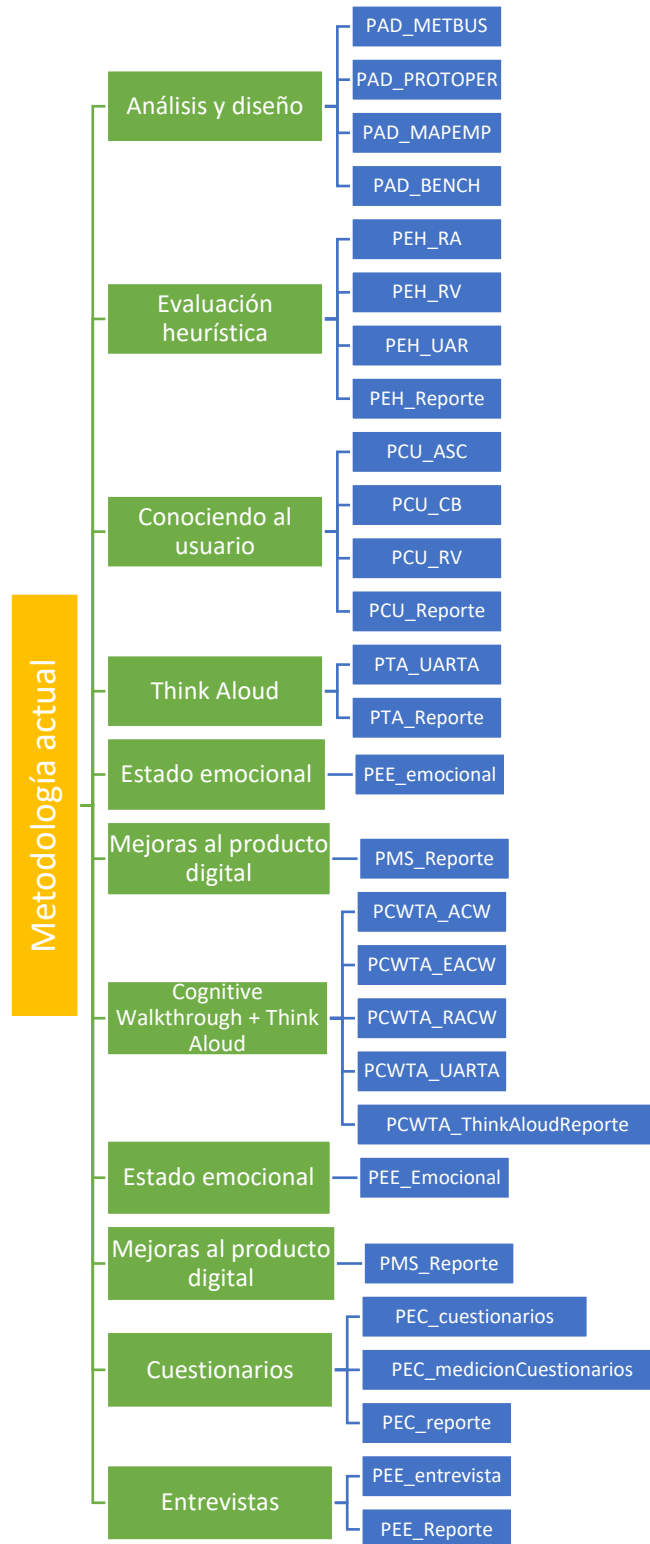 Metodología actual
Análisis y diseño
PAD_METBUS
PAD_PROTOPER
PAD_MAPEMP
PAD_BENCH
Evaluación
heurística
PEH_RA
PEH_RV
PEH_UAR
PEH_Reporte
Conociendo al
usuario
PCU_ASC
PCU_CB
PCU_RV
PCU_Reporte
Think Aloud
PTA_UARTA
PTA_Reporte
Estado emocional
PEE_emocional
Mejoras al producto
digital
PMS_Reporte
Cognitive
Walkthrough + Think
Aloud
PCWTA_ACW
PCWTA_EACW
PCWTA_RACW
PCWTA_UARTA
PCWTA_ThinkAloudReporte
Estado emocional
PEE_Emocional
Mejoras al producto
digital
PMS_Reporte
Cuestionarios
PEC_cuestionarios
PEC_medicionCuestionarios
PEC_reporte
Entrevistas
PEE_entrevista
PEE_Reporte